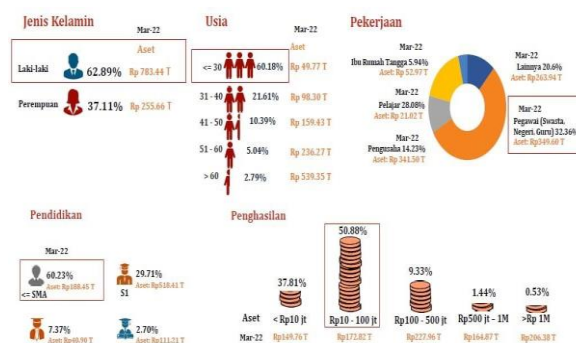 Jenis Kelamin
Mar-22
Aset
Laki-laki 62.89% Rp 783.44 T
Perempuan 37.11% Rp 255.66 T
Usia
Mar-22
Aset
<= 30 60.18% Rp 49.77 T
31 - 40 21.61% Rp 98.30 T
41 - 50 10.39% Rp 159.43 T
51 - 60 5.04% Rp 236.27 T
> 60 2.79% Rp 539.35 T
Pekerjaan
Mar-22
Ibu Rumah Tangga 5.94%
Aset: Rp 52.97 T
Mar-22
Lainnya 20.6%
Aset: Rp263.94 T
Mar-22
Pelajar 28.08%
Aset: Rp 21.02 T
Mar-22
Pegawai (Swasta,
Negeri, Guru) 32.36%
Aset: Rp349.60 T
Mar-22
Pengusaha 14.23%
Aset: Rp 341.50 T
Pendidikan
Mar-22
60.23%
Aset: Rp188.45 T
<= SMA
29.71%
Aset: Rp518.41 T
S1
7.37%
2.70%
Aset: Rp111.21 T
Penghasilan
37.81%
50.88%
9.33%
1.44%
0.53%
Aset < Rp10 jt Rp10 - 100 jt Rp100 - 500 jt Rp500 jt - 1M >Rp 1M
Mar-22 Rp149.76 T Rp172.82 T Rp227.96 T Rp164.87 T Rp206.38 T